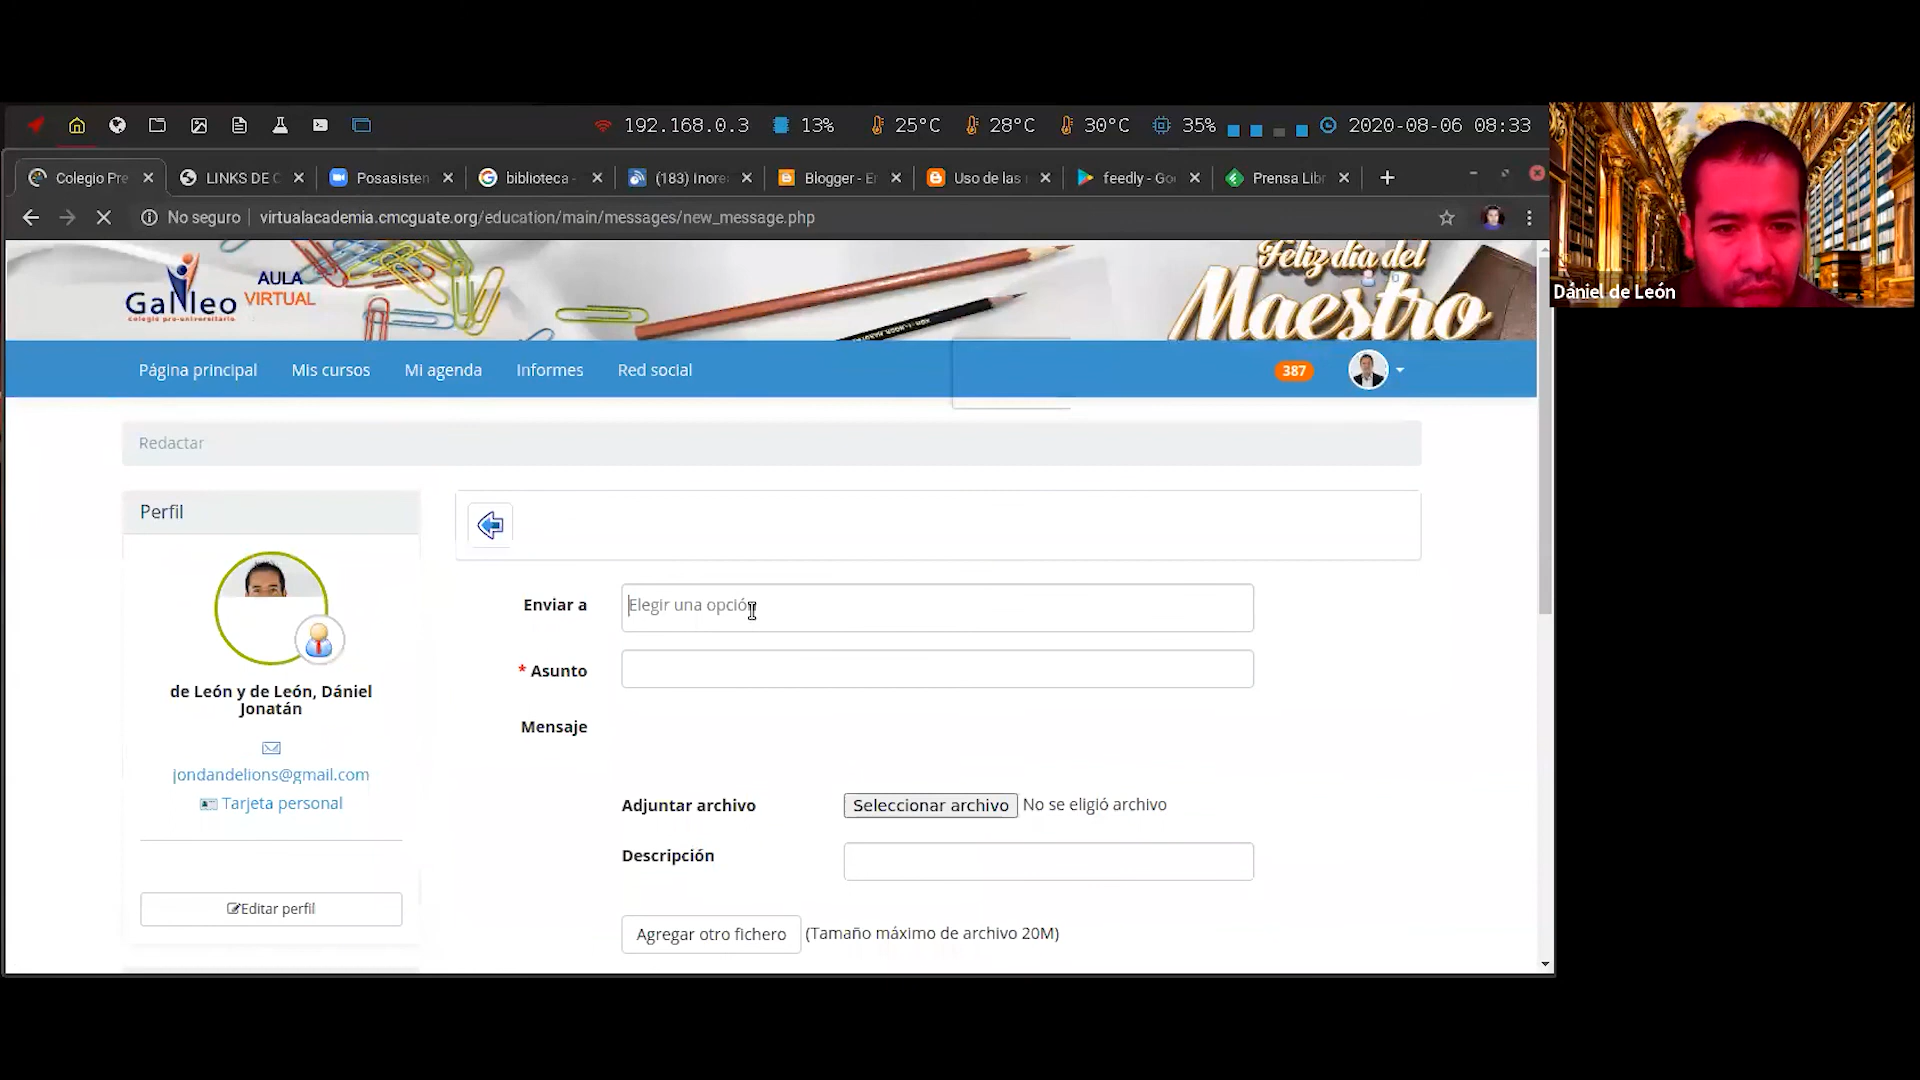 192.168.0.3 13% 25°C 28°C 30°C 35% 2020-08-06 08:33
Colegio Pre LINKS DE C Posasisten biblioteca - (183) Inore Blogger - E Uso de las feedly - Go Prensa Libr
No seguro virtualacademia.cmcguate.org/education/main/messages/new_message.php
Galileo
colegio pre-universitario
AULA
VIRTUAL
Feliz día del
Maestro
Dániel de León
Página principal Mis cursos Mi agenda Informes Red social 387
Redactar
Perfil
de León y de León, Dániel
Jonatán
jondandelions@gmail.com
Tarjeta personal
Editar perfil
Enviar a Elegir una opción
* Asunto
Mensaje
Adjuntar archivo Seleccionar archivo No se eligió archivo
Descripción
Agregar otro fichero (Tamaño máximo de archivo 20M)